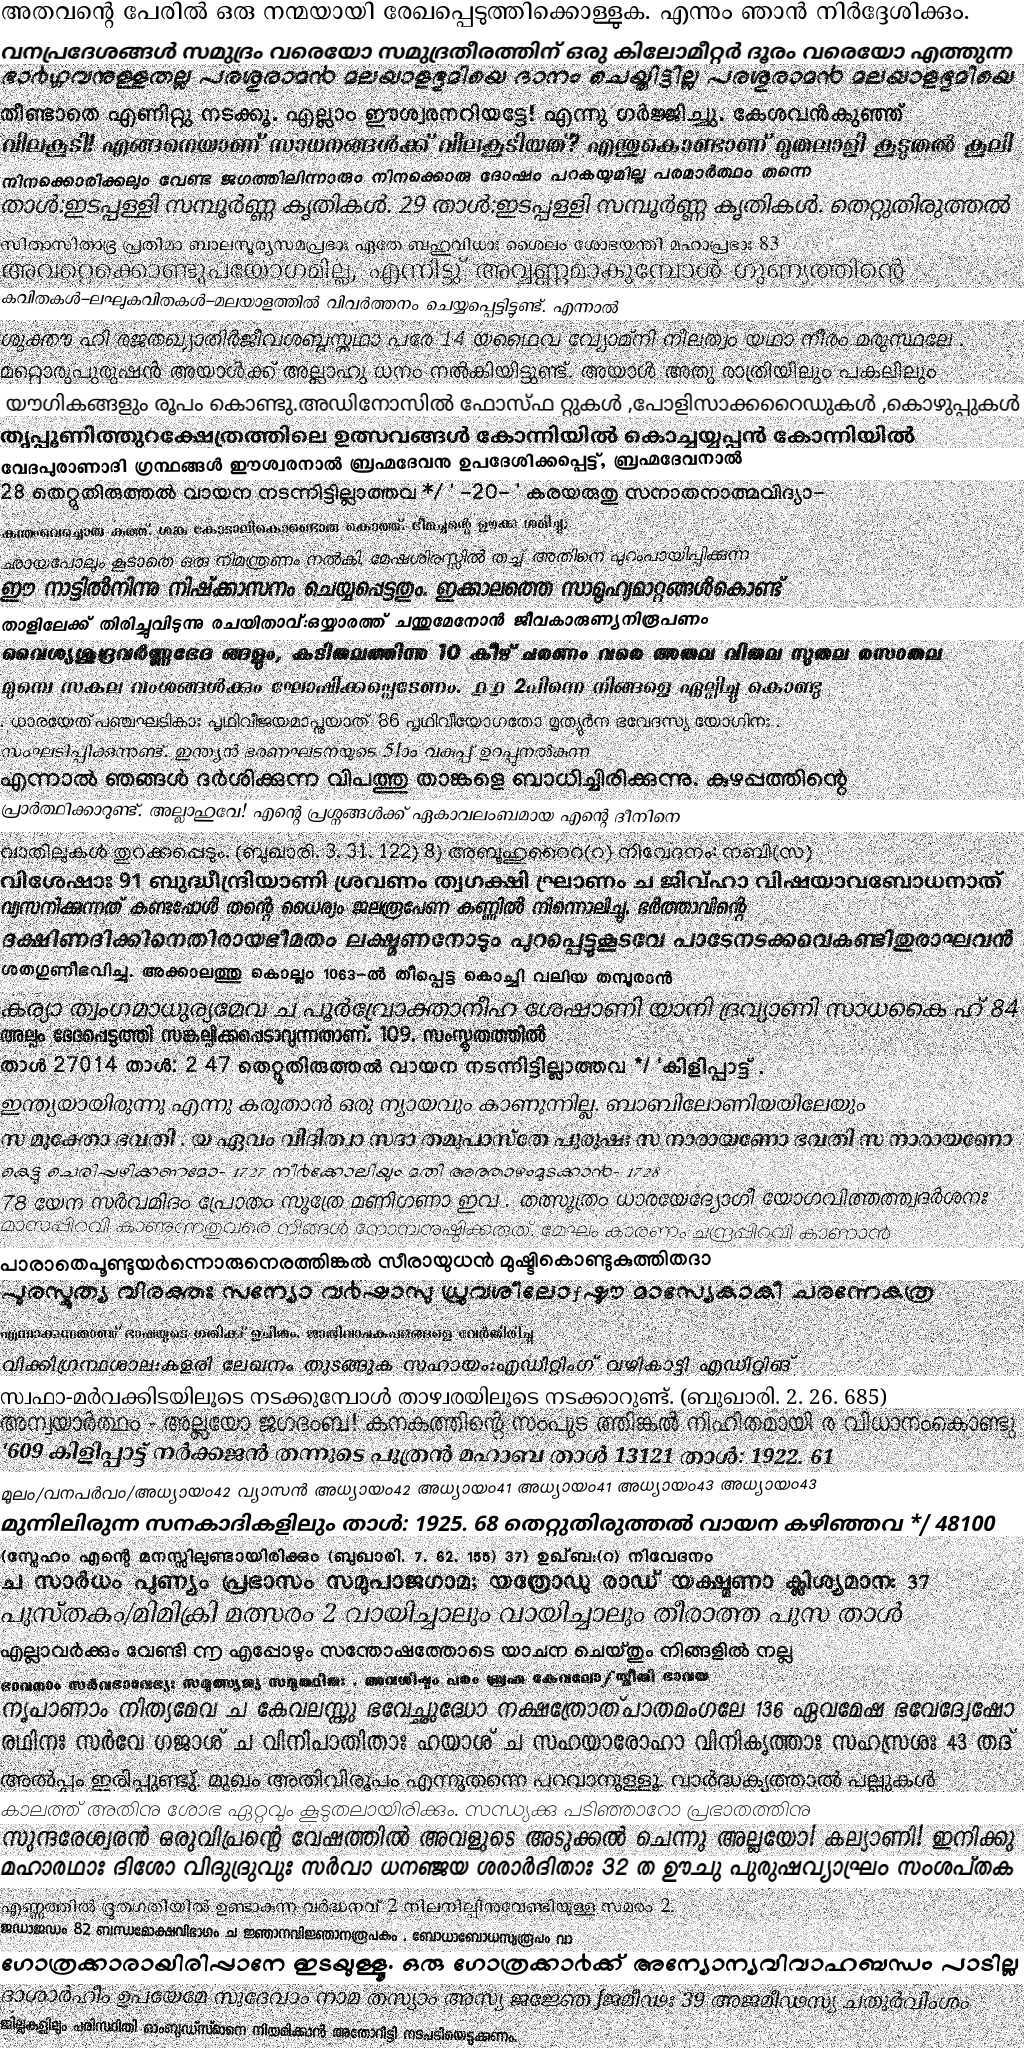 അതവന്റെ പേരിൽ ഒരു നന്മയായി രേഖപ്പെടുത്തിക്കൊള്ളുക. എന്നും ഞാൻ നിർദ്ദേശിക്കും.
വനപ്രദേശങ്ങൾ സമുദ്രം വരെയോ സമുദ്രതീരത്തിന് ഒരു കിലോമീറ്റർ ദൂരം വരെയോ എത്തുന്ന
ഭാർഗ്ഗവനുള്ളതല്ല പരശുരാമൻ മലയാളഭൂമിയെ ദാനം ചെയ്തിട്ടില്ല പരശുരാമൻ മലയാളഭൂമിയെ
തീണ്ടാതെ എണിറ്റു നടക്കൂ. എല്ലാം ഈശ്വരനറിയട്ടേ! എന്നു ഗർജ്ജിച്ചു. കേശവൻകുഞ്ഞ്
വിലകൂടി! എങ്ങനെയാണ് സാധനങ്ങൾക്ക് വിലകൂടിയത്? എന്തുകൊണ്ടാണ് മുതലാളി കൂടുതൽ കൂലി
നിനക്കൊരിക്കലും വേണ്ട ജഗത്തിലിന്നാരും നിനക്കൊരു ദോഷം പറകയുമില്ല പരമാർത്ഥം തന്നെ
താൾ:ഇടപ്പള്ളി സമ്പൂർണ്ണ കൃതികൾ. 29 താൾ:ഇടപ്പള്ളി സമ്പൂർണ്ണ കൃതികൾ. തെറ്റുതിരുത്തൽ
സിതാസിതാഭ്ര പ്രതിമാ ബാലസൂര്യസമപ്രഭാഃ ഏതേ ബഹുവിധാഃ ശൈലം ശോഭയന്തി മഹാപ്രഭാഃ 83
അവറ്റെക്കൊണ്ടുപയോഗമില്ല, എന്നിട്ടു് അവ്വണ്ണമാകുമ്പോൾ ഗുണ്യത്തിന്റെ
കവിതകൾ-ലഘുകവിതകൾ-മലയാളത്തിൽ വിവർത്തനം ചെയ്യപ്പെട്ടിട്ടുണ്ട്. എന്നാൽ
ശുക്തൗ ഹി രജതഖ്യാതിർജീവശബ്ദസ്തഥാ പരേ 14 യഥൈവ വ്യോമ്നി നീലത്വം യഥാ നീരം മരുസ്ഥലേ .
മറ്റൊരുപുരുഷൻ അയാൾക്ക് അല്ലാഹു ധനം നൽകിയിട്ടുണ്ട്. അയാൾ അതു രാത്രിയിലും പകലിലും
യൗഗികങ്ങളും രൂപം കൊണ്ടു.അഡിനോസിൽ ഫോസ്ഫ റ്റുകൾ ,പോളിസാക്കറൈഡുകൾ ,കൊഴുപ്പുകൾ
തൃപ്പൂണിത്തുറക്ഷേത്രത്തിലെ ഉത്സവങ്ങൾ കോന്നിയിൽ കൊച്ചയ്യപ്പൻ കോന്നിയിൽ
വേദപുരാണാദി ഗ്രന്ഥങ്ങൾ ഈശ്വരനാൽ ബ്രഹ്മദേവനു ഉപദേശിക്കപ്പെട്ട്, ബ്രഹ്മദേവനാൽ
28 തെറ്റുതിരുത്തൽ വായന നടന്നിട്ടില്ലാത്തവ */ ' -20- ' കരയരുതു സനാതനാത്മവിദ്യാ-
ഛായപോലും കൂടാതെ ഒരു നിമന്ത്രണം നൽകി. മേഷശിരസ്സിൽ തച്ച് അതിനെ പുറംപായിപ്പിക്കുന്ന
ഈ നാട്ടിൽനിന്നു നിഷ്ക്കാസനം ചെയ്യപ്പെട്ടതും. ഇക്കാലത്തെ സാമൂഹ്യമാറ്റങ്ങൾകൊണ്ട്
താളിലേക്ക് തിരിച്ചുവിടുന്നു രചയിതാവ്:ഒയ്യാരത്ത് ചന്തുമേനോൻ ജീവകാരുണ്യനിരൂപണം
വൈശ്യശൂദ്രവർണ്ണഭേദ ങ്ങളും, കടിജലത്തിന്നു 10 കീഴ് ചരണം വരെ അതല വിതല സുതല രസാതല
മുമ്പെ സകല വംശങ്ങൾക്കും ഘോഷിക്കപ്പെടേണം. ൧൧ 2പിന്നെ നിങ്ങളെ ഏല്പിച്ചു കൊണ്ടു
. ധാരയേത്പഞ്ചഘടികാഃ പൃഥിവീജയമാപ്നുയാത് 86 പൃഥിവീയോഗതോ മൃത്യുർന ഭവേദസ്യ യോഗിനഃ .
സംഘടിപ്പിക്കുന്നുണ്ട്. ഇന്ത്യൻ ഭരണഘടനയുടെ 51ാം വകുപ്പ് ഉറപ്പുനൽകുന്ന
എന്നാൽ ഞങ്ങൾ ദർശിക്കുന്ന വിപത്തു താങ്കളെ ബാധിച്ചിരിക്കുന്നു. കുഴപ്പത്തിന്റെ
പ്രാർത്ഥിക്കാറുണ്ട്. അല്ലാഹുവേ! എന്റെ പ്രശ്നങ്ങൾക്ക് ഏകാവലംബമായ എന്റെ ദീനിനെ
വാതിലുകൾ തുറക്കപ്പെടും. (ബുഖാരി. 3. 31. 122) 8) അബൂഹുറൈറ(റ) നിവേദനം: നബി(സ)
വിശേഷാഃ 91 ബുദ്ധീന്ദ്രിയാണി ശ്രവണം ത്വഗക്ഷി ഘ്രാണം ച ജിവ്ഹാ വിഷയാവബോധനാത്
വ്യസനിക്കുന്നത് കണ്ടപ്പോൾ തന്റെ ധൈര്യം ജലരൂപേണ കണ്ണിൽ നിന്നൊലിച്ചു. ഭർത്താവിന്റെ
ദക്ഷിണദിക്കിനെതിരായഭീമതം ലക്ഷ്മണനോടും പുറപ്പെട്ടുകൂടവേ പാടേനടക്കവെകണ്ടിതുരാഘവൻ
ശതഗുണീഭവിച്ചു. അക്കാലത്തു കൊല്ലം 1063-ൽ തീപ്പെട്ട കൊച്ചി വലിയ തമ്പുരാൻ
കര്യാ ത്വംഗമാധുര്യമേവ ച പൂർവ്രോക്താനീഹ ശേഷാണി യാനി ദ്രവ്യാണി സാധകൈ ഹ് 84
അല്പം ഭേദപ്പെടുത്തി സങ്കല്പിക്കപ്പെടാവുന്നതാണ്. 109. സംസ്കൃതത്തിൽ
താൾ 27014 താൾ: 2 47 തെറ്റുതിരുത്തൽ വായന നടന്നിട്ടില്ലാത്തവ */ 'കിളിപ്പാട്ട് .
ഇന്ത്യയായിരുന്നു എന്നു കരുതാൻ ഒരു ന്യായവും കാണുന്നില്ല. ബാബിലോണിയയിലേയും
സ മുക്തോ ഭവതി . യ ഏവം വിദിത്വാ സദാ തമുപാസ്തേ പുരുഷഃ സ നാരായണോ ഭവതി സ നാരായണോ
കെട്ടു ചെരിപ്പഴിക്കണമോ- 1727 നീർക്കോലിയും മതി അത്താഴംമുടക്കാൻ- 1728
78 യേന സർവമിദം പ്രോതം സൂത്രേ മണിഗണാ ഇവ . തത്സൂത്രം ധാരയേദ്യോഗീ യോഗവിത്തത്ത്വദർശനഃ
മാസപ്പിറവി കാണുന്നതുവരെ നിങ്ങൾ നോമ്പനുഷ്ടിക്കരുത്. മേഘം കാരണം ചന്ദ്രപ്പിറവി കാണാൻ
പാരാതെപൂണ്ടുയർന്നൊരുനെരത്തിങ്കൽ സീരായുധൻ മുഷ്ടികൊണ്ടുകുത്തിതദാ
പുരസ്കൃത്യ വിരക്തഃ സന്യോ വർഷാസു ധ്രുവശീലോഽഷ്ടൗ മാസ്യേകാകീ ചരന്നേകത്ര
വിക്കിഗ്രന്ഥശാല:കളരി ലേഖനം തുടങ്ങുക സഹായം:എഡിറ്റിംഗ് വഴികാട്ടി എഡിറ്റിങ്ങ്
സ്വഫാ-മർവക്കിടയിലൂടെ നടക്കുമ്പോൾ താഴ്വരയിലൂടെ നടക്കാറുണ്ട്. (ബുഖാരി. 2. 26. 685)
അന്വയാർത്ഥം - അല്ലയോ ജഗദംബ! കനകത്തിന്റെ സംപുട ത്തിങ്കൽ നിഹിതമായി ര വിധാനംകൊണ്ടു
'609 കിളിപ്പാട്ട് നർക്കജൻ തന്നുടെ പുത്രൻ മഹാബ താൾ 13121 താൾ: 1922. 61
മൂലം/വനപർവം/അധ്യായം42 വ്യാസൻ അധ്യായം42 അധ്യായം41 അധ്യായം41 അധ്യായം43 അധ്യായം43
മുന്നിലിരുന്ന സനകാദികളിലും താൾ: 1925. 68 തെറ്റുതിരുത്തൽ വായന കഴിഞ്ഞവ */ 48100
(സ്നേഹം എന്റെ മനസ്സിലുണ്ടായിരിക്കും (ബുഖാരി. 7. 62. 155) 37) ഉഖ്ബ:(റ) നിവേദനം
ച സാർധം പുണ്യം പ്രഭാസം സമുപാജഗാമ; യത്രോഡു രാഡ് യക്ഷ്മണാ ക്ലിശ്യമാനഃ 37
പുസ്തകം/മിമിക്രി മത്സരം 2 വായിച്ചാലും വായിച്ചാലും തീരാത്ത പുസ താൾ
എല്ലാവർക്കും വേണ്ടി ന്൱ എപ്പോഴും സന്തോഷത്തോടെ യാചന ചെയ്തും നിങ്ങളിൽ നല്ല
നൃപാണാം നിത്യമേവ ച കേവലസ്തു ഭവേച്ഛുദ്ധോ നക്ഷത്രോത്പാതമംഗലേ 136 ഏവമേഷ ഭവേദ്വേഷോ
രഥിനഃ സർവേ ഗജാശ് ച വിനിപാതിതാഃ ഹയാശ് ച സഹയാരോഹാ വിനികൃത്താഃ സഹസ്രശഃ 43 തദ്
അൽപ്പം ഇരിപ്പുണ്ടു്. മുഖം അതിവിരൂപം എന്നുതന്നെ പറവാനുള്ളൂ. വാർദ്ധക്യത്താൽ പല്ലുകൾ
കാലത്ത് അതിനു ശോഭ ഏറ്റവും കൂടുതലായിരിക്കും. സന്ധ്യക്കു പടിഞ്ഞാറോ പ്രഭാതത്തിനു
സുന്ദരേശ്വരൻ ഒരുവിപ്രന്റെ വേഷത്തിൽ അവളുടെ അടുക്കൽ ചെന്നു അല്ലയോ! കല്യാണി! ഇനിക്കു
മഹാരഥാഃ ദിശോ വിദുദ്രുവുഃ സർവാ ധനഞ്ജയ ശരാർദിതാഃ 32 ത ഊചു പുരുഷവ്യാഘ്രം സംശപ്തക
എണ്ണത്തിൽ ദ്രുതഗതിയിൽ ഉണ്ടാകുന്ന വർദ്ധനവ് 2 നിലനില്പിനുവേണ്ടിയുള്ള സമരം 2.
ജഡാജഡം 82 ബന്ധമോക്ഷവിഭാഗം ച ജ്ഞാനവിജ്ഞാനരൂപകം . ബോധാബോധസ്വരൂപം വാ
ഗോത്രക്കാരായിരിപ്പാനേ ഇടയുള്ളൂ. ഒരു ഗോത്രക്കാർക്ക് അന്യോന്യവിവാഹബന്ധം പാടില്ല
ദാശാർഹിം ഉപയേമേ സുദേവാം നാമ തസ്യാം അസ്യ ജജ്ഞേ ഽജമീഢഃ 39 അജമീഢസ്യ ചതുർവിംശം
ജില്ലകളിലും പരിസ്ഥിതി ഓംബുഡ്സ്മാനെ നിയമിക്കാൻ അതോറിട്ടി നടപടിയെടുക്കണം.